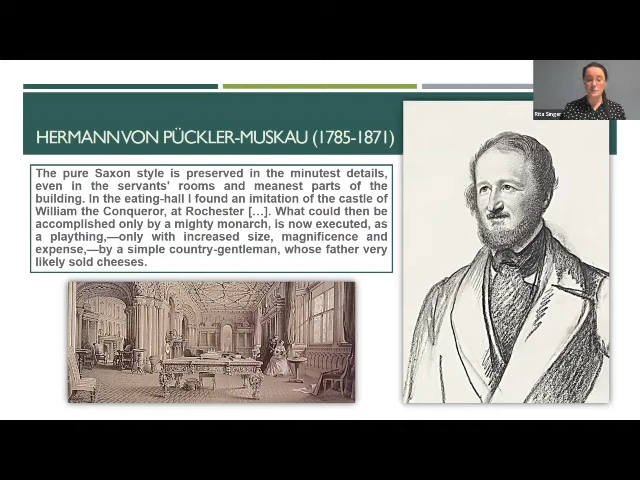 HERMANN VON PÜCKLER-MUSKAU (1785-1871)
The pure Saxon style is preserved in the minutest details,
even in the servants' rooms and meanest parts of the
building. In the eating-hall I found an imitation of the castle of
William the Conqueror, at Rochester [...]. What could then be
accomplished only by a mighty monarch, is now executed, as
a plaything,—only with increased size, magnificence and
expense,—by a simple country-gentleman, whose father very
likely sold cheeses.
Rita Singer